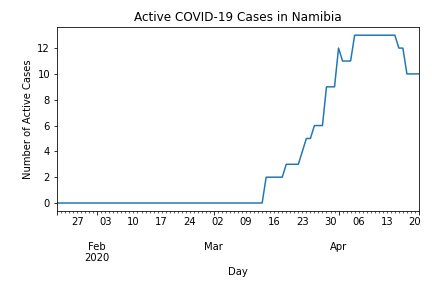 Active COVID-19 Cases in Namibia
Number of Active Cases
12
10
8
6
4
2
0
27 03 10 17 24 02 09 16 23 30 06 13 20
Feb Mar Apr
2020
Day